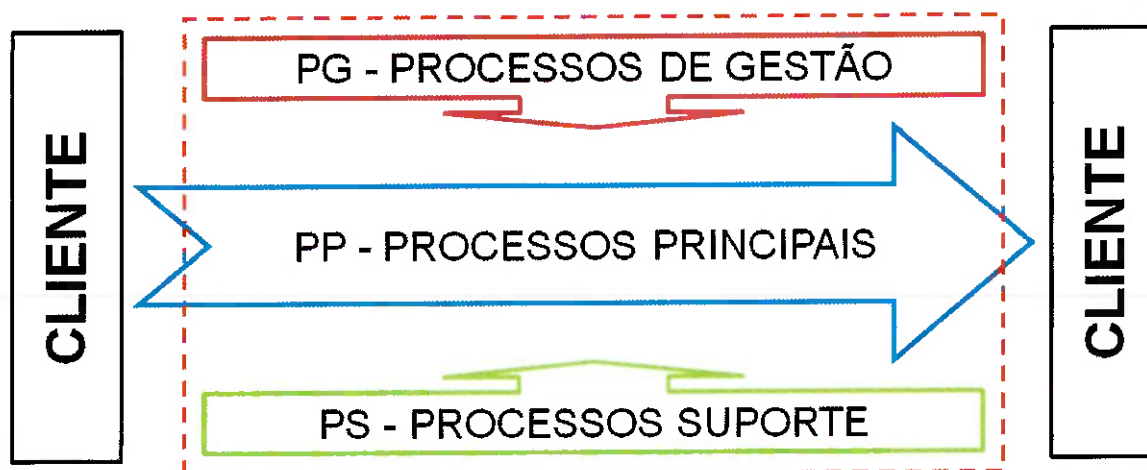 CLIENTE
PG - PROCESSOS DE GESTÃO
PP - PROCESSOS PRINCIPAIS
PS - PROCESSOS SUPORTE
CLIENTE